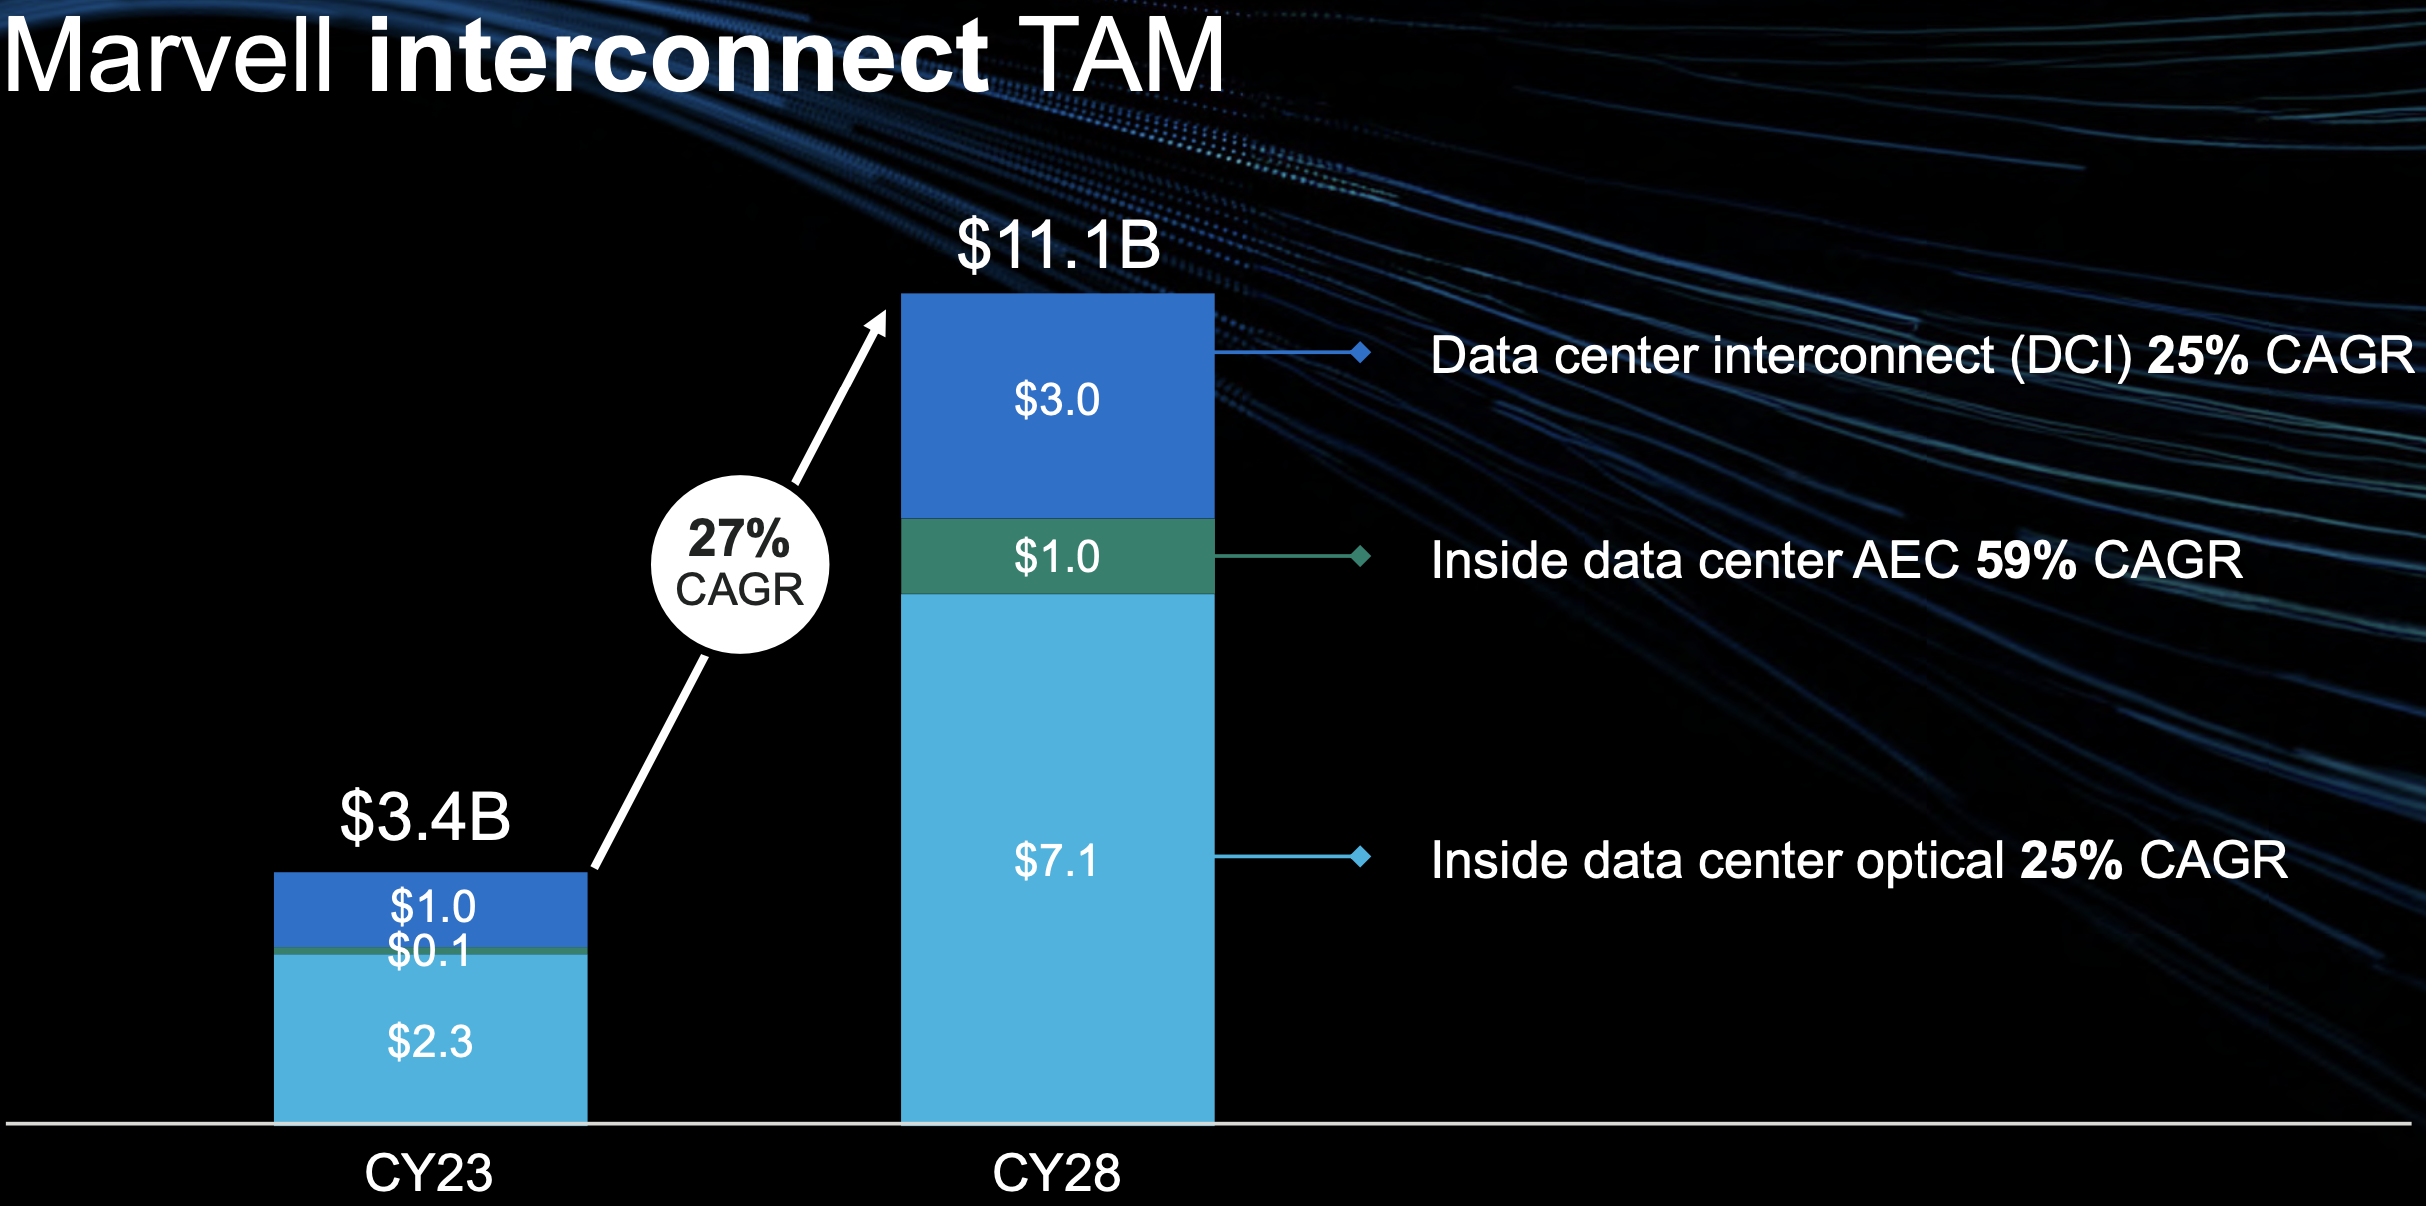 Marvell interconnect TAM
$11.1B
$3.0
Data center interconnect (DCI) 25% CAGR
27%
CAGR
$1.0
Inside data center AEC 59% CAGR
$7.1
Inside data center optical 25% CAGR
$3.4B
$1.0
$0.1
$2.3
CY23
CY28